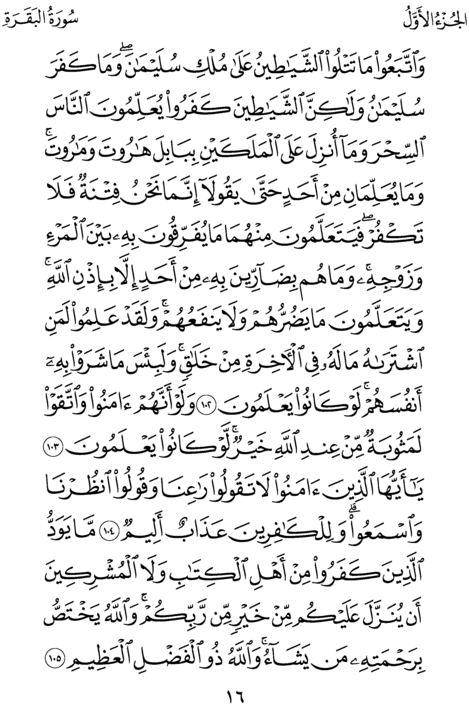 الجُزْءُ الأَوَّلُ سُورَةُ البَقَرَةِ
وَٱتَّبَعُوا۟ مَا تَتْلُوا۟ ٱلشَّيَـٰطِينُ عَلَىٰ مُلْكِ سُلَيْمَـٰنَ ۖ وَمَا كَفَرَ
سُلَيْمَـٰنُ وَلَـٰكِنَّ ٱلشَّيَـٰطِينَ كَفَرُوا۟ يُعَلِّمُونَ ٱلنَّاسَ
ٱلسِّحْرَ وَمَآ أُنزِلَ عَلَى ٱلْمَلَكَيْنِ بِبَابِلَ هَـٰرُوتَ وَمَـٰرُوتَ ۚ
وَمَا يُعَلِّمَانِ مِنْ أَحَدٍ حَتَّىٰ يَقُولَآ إِنَّمَا نَحْنُ فِتْنَةٌ فَلَا
تَكْفُرْ ۖ فَيَتَعَلَّمُونَ مِنْهُمَا مَا يُفَرِّقُونَ بِهِۦ بَيْنَ ٱلْمَرْءِ
وَزَوْجِهِۦ ۚ وَمَا هُم بِضَآرِّينَ بِهِۦ مِنْ أَحَدٍ إِلَّا بِإِذْنِ ٱللَّهِ ۚ
وَيَتَعَلَّمُونَ مَا يَضُرُّهُمْ وَلَا يَنفَعُهُمْ ۚ وَلَقَدْ عَلِمُوا۟ لَمَنِ
ٱشْتَرَىٰهُ مَا لَهُۥ فِى ٱلْـَٔاخِرَةِ مِنْ خَلَـٰقٍ ۚ وَلَبِئْسَ مَا شَرَوْا۟ بِهِۦٓ
أَنفُسَهُمْ ۚ لَوْ كَانُوا۟ يَعْلَمُونَ ١٠٢ وَلَوْ أَنَّهُمْ ءَامَنُوا۟ وَٱتَّقَوْا۟
لَمَثُوبَةٌ مِّنْ عِندِ ٱللَّهِ خَيْرٌ ۖ لَّوْ كَانُوا۟ يَعْلَمُونَ ١٠٣
يَـٰٓأَيُّهَا ٱلَّذِينَ ءَامَنُوا۟ لَا تَقُولُوا۟ رَٰعِنَا وَقُولُوا۟ ٱنظُرْنَا
وَٱسْمَعُوا۟ ۗ وَلِلْكَـٰفِرِينَ عَذَابٌ أَلِيمٌ ١٠٤ مَّا يَوَدُّ
ٱلَّذِينَ كَفَرُوا۟ مِنْ أَهْلِ ٱلْكِتَـٰبِ وَلَا ٱلْمُشْرِكِينَ
أَن يُنَزَّلَ عَلَيْكُم مِّنْ خَيْرٍ مِّن رَّبِّكُمْ ۗ وَٱللَّهُ يَخْتَصُّ
بِرَحْمَتِهِۦ مَن يَشَآءُ ۚ وَٱللَّهُ ذُو ٱلْفَضْلِ ٱلْعَظِيمِ ١٠٥
١٦